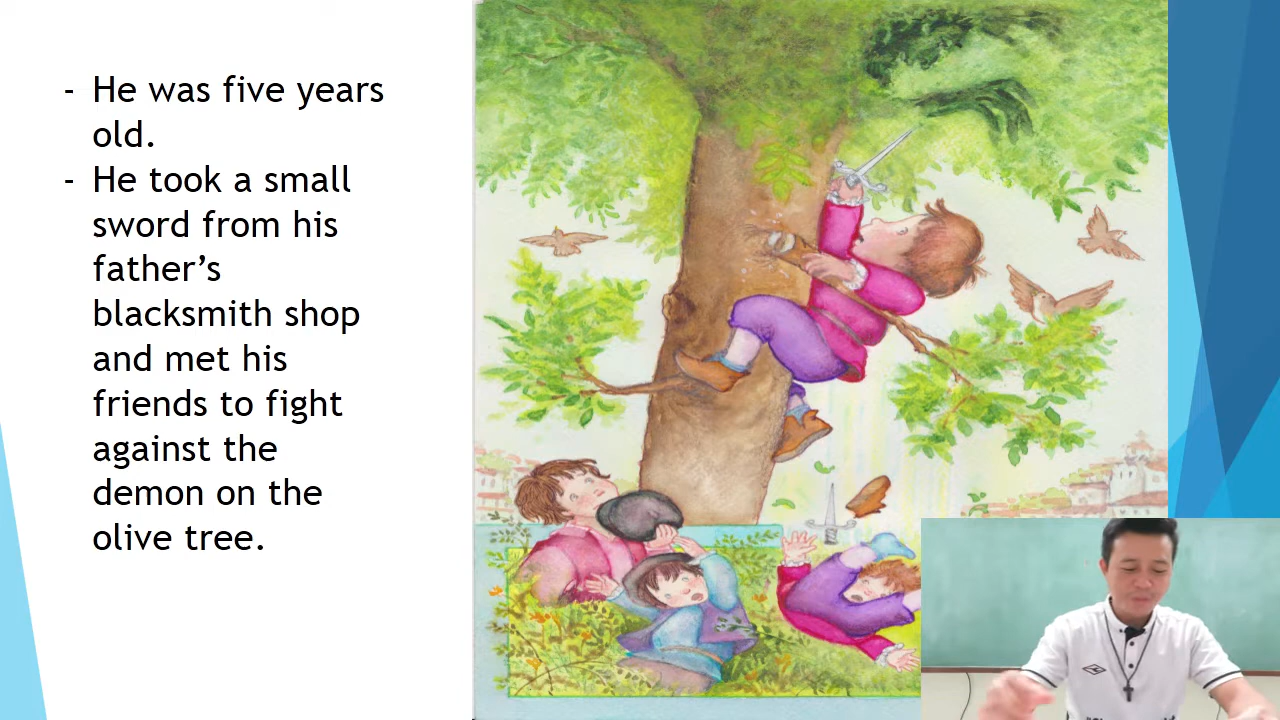 - He was five years
old.
- He took a small
sword from his
father's
blacksmith shop
and met his
friends to fight
against the
demon on the
olive tree.